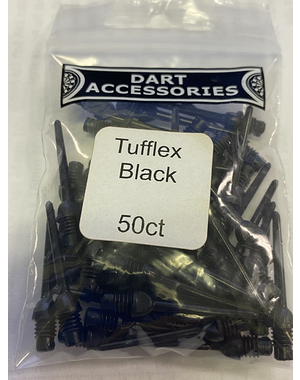 DART
ACCESSORIES
Tufflex
Black
50ct